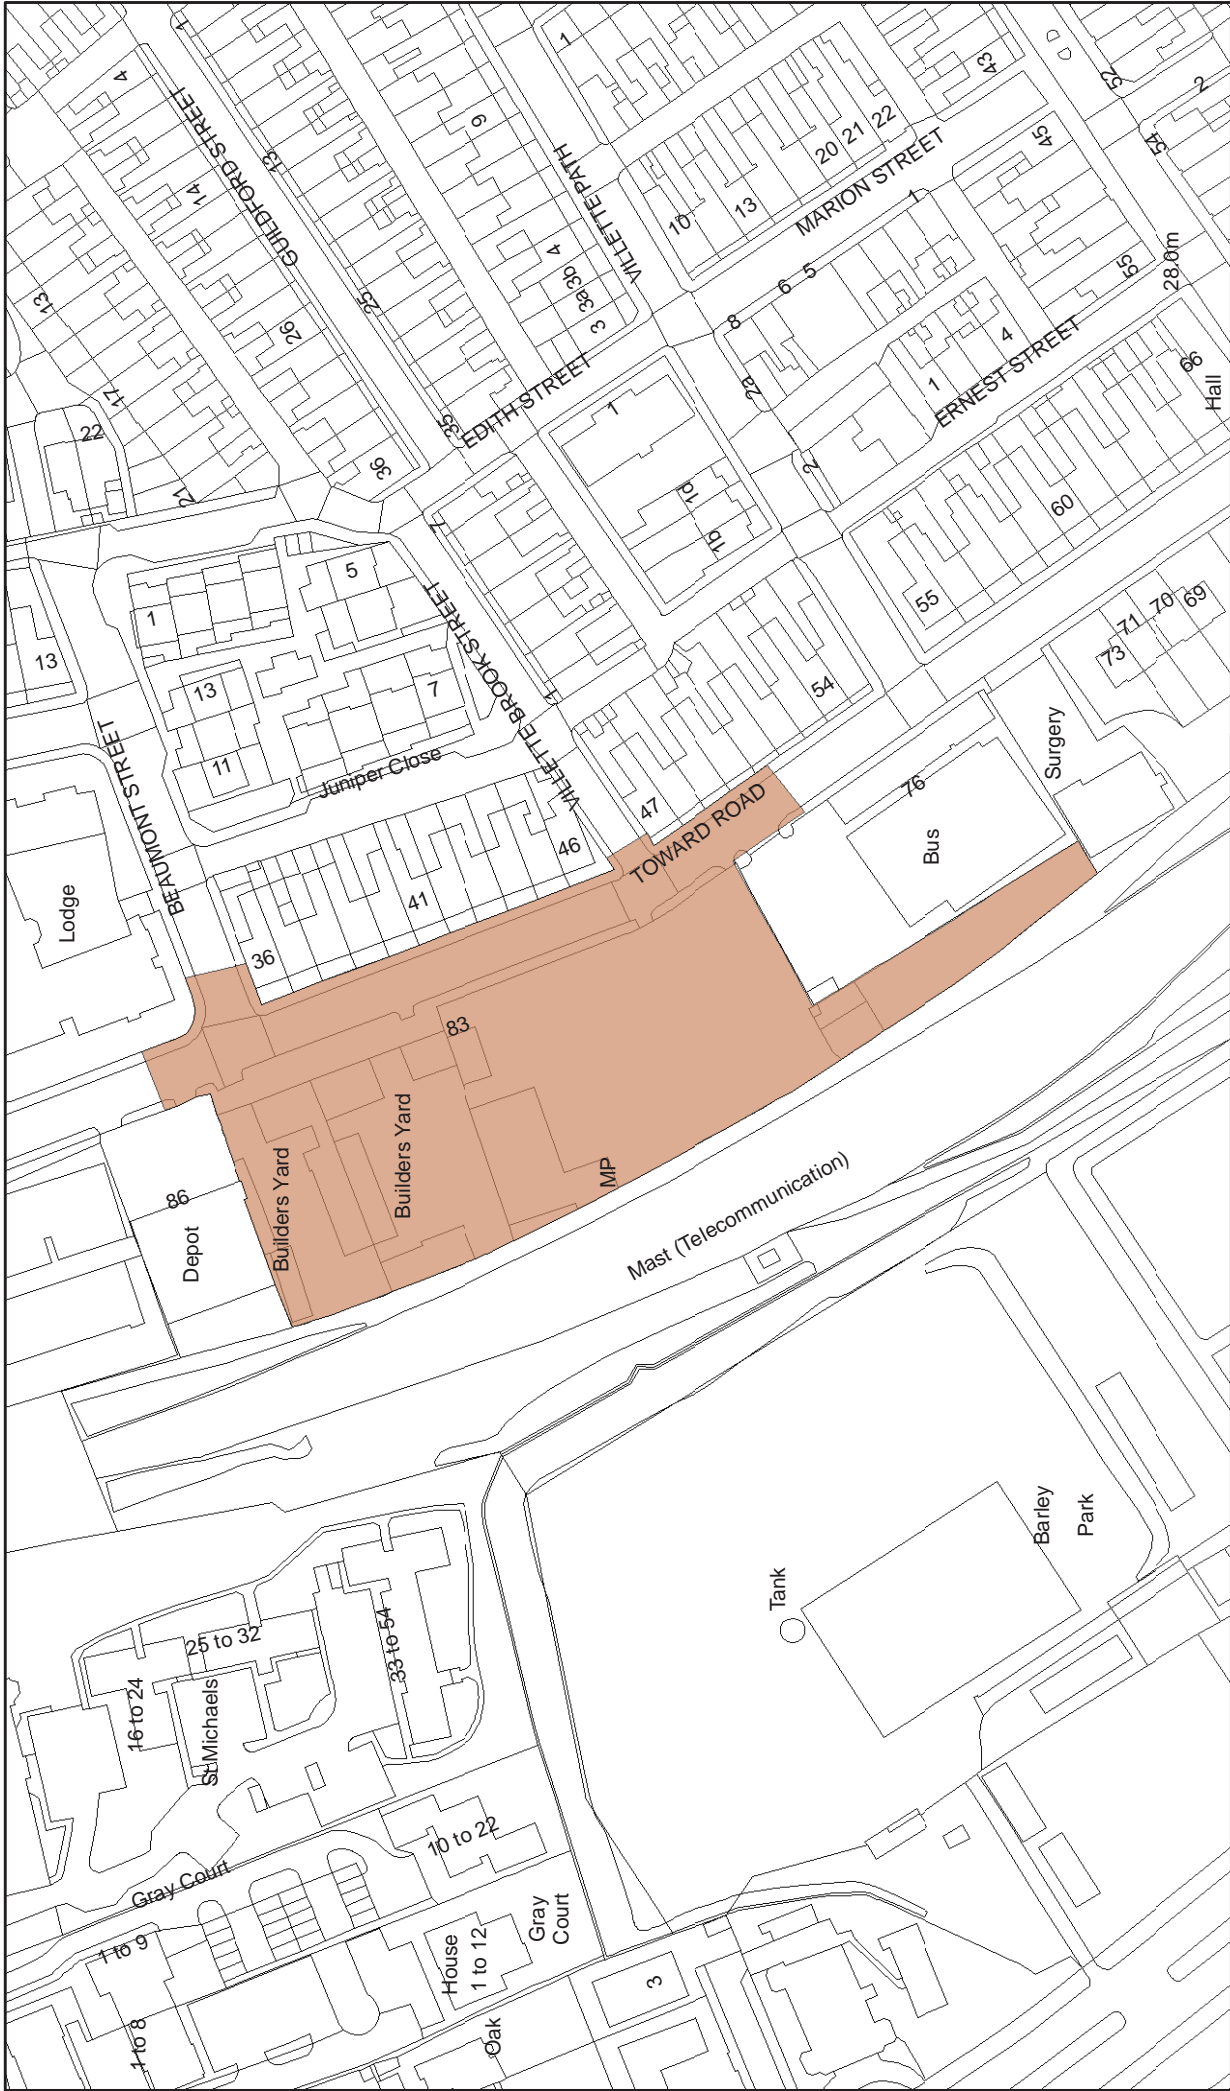 4
1
GUILDFORD STREET
13
14
13
26
25
17
22
21
36
35
EDITH STREET
9
VILLETTE PATH
4
3b
3a
3
1
10
13
20
21
22
MARION STREET
43
45
52
54
2
1
5
6
8
2a
2
1
4
ERNEST STREET
55
28.0m
66
Hall
60
55
1
1d
1b
7
5
1
13
13
11
7
BEAUMONT STREET
Juniper Close
VILLETTE BROOK STREET
1
54
47
46
41
36
TOWARD ROAD
Lodge
73
71
70
69
Surgery
76
Bus
83
Builders Yard
Builders Yard
MP
86
Depot
Mast (Telecommunication)
Barley
Park
Tank
25 to 32
33 to 54
16 to 24
St Michaels
10 to 22
Gray Court
Gray
Court
1 to 9
1 to 8
House
1 to 12
Oak
3